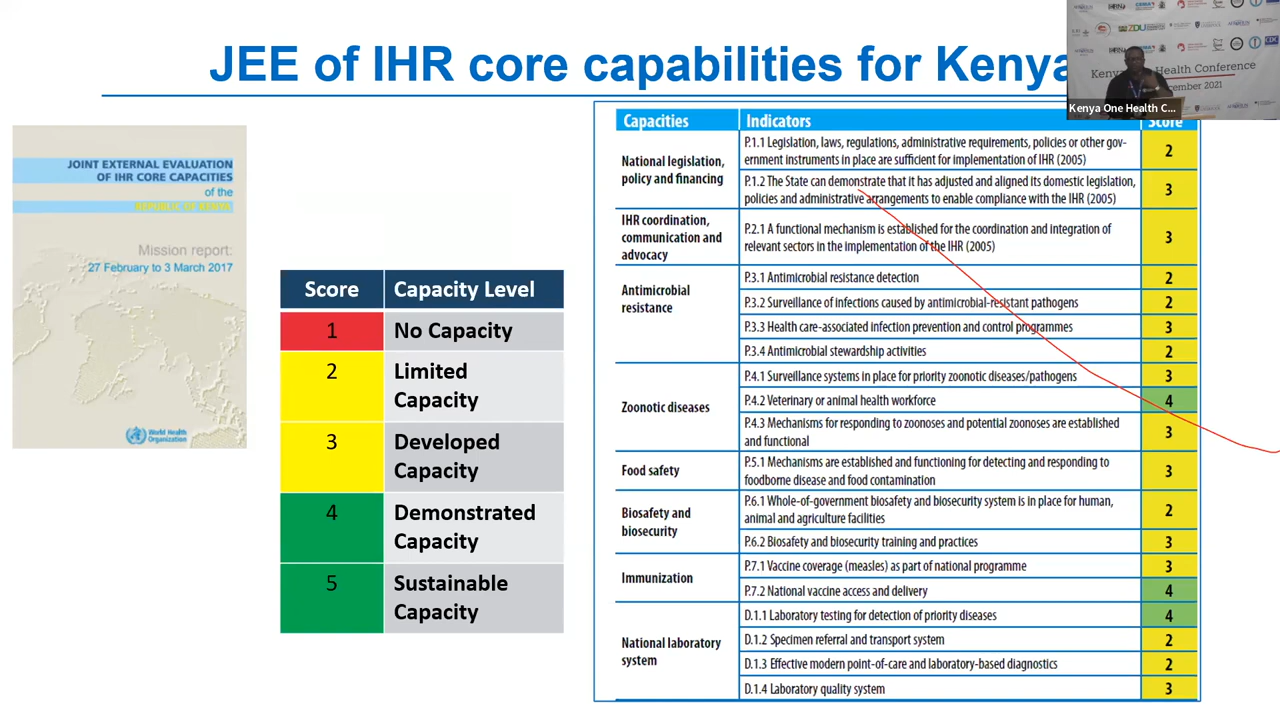 JEE of IHR core capabilities for Kenya
JOINT EXTERNAL EVALUATION
OF IHR CORE CAPACITIES
of the
REPUBLIC OF KENYA
Mission report:
27 February to 3 March 2017
World Health
Organization
Score Capacity Level
1 No Capacity
2 Limited
Capacity
3 Developed
Capacity
4 Demonstrated
Capacity
5 Sustainable
Capacity
Capacities Indicators Score
National legislation,
policy and financing
P.1.1 Legislation, laws, regulations, administrative requirements, policies or other gov-
ernment instruments in place are sufficient for implementation of IHR (2005)
2
P.1.2 The State can demonstrate that it has adjusted and aligned its domestic legislation,
policies and administrative arrangements to enable compliance with the IHR (2005)
3
IHR coordination,
communication and
advocacy
P.2.1 A functional mechanism is established for the coordination and integration of
relevant sectors in the implementation of the IHR (2005)
3
Antimicrobial
resistance
P.3.1 Antimicrobial resistance detection 2
P.3.2 Surveillance of infections caused by antimicrobial-resistant pathogens 2
P.3.3 Health care-associated infection prevention and control programmes 3
P.3.4 Antimicrobial stewardship activities 2
Zoonotic diseases
P.4.1 Surveillance systems in place for priority zoonotic diseases/pathogens 3
P.4.2 Veterinary or animal health workforce 4
P.4.3 Mechanisms for responding to zoonoses and potential zoonoses are established
and functional
3
Food safety
P.5.1 Mechanisms are established and functioning for detecting and responding to
foodborne disease and food contamination
3
Biosafety and
biosecurity
P.6.1 Whole-of-government biosafety and biosecurity system is in place for human,
animal and agriculture facilities
2
P.6.2 Biosafety and biosecurity training and practices 3
Immunization
P.7.1 Vaccine coverage (measles) as part of national programme 3
P.7.2 National vaccine access and delivery 4
National laboratory
system
D.1.1 Laboratory testing for detection of priority diseases 4
D.1.2 Specimen referral and transport system 2
D.1.3 Effective modern point-of-care and laboratory-based diagnostics 2
D.1.4 Laboratory quality system 3
Health Conference
2021
Kenya One Health C...